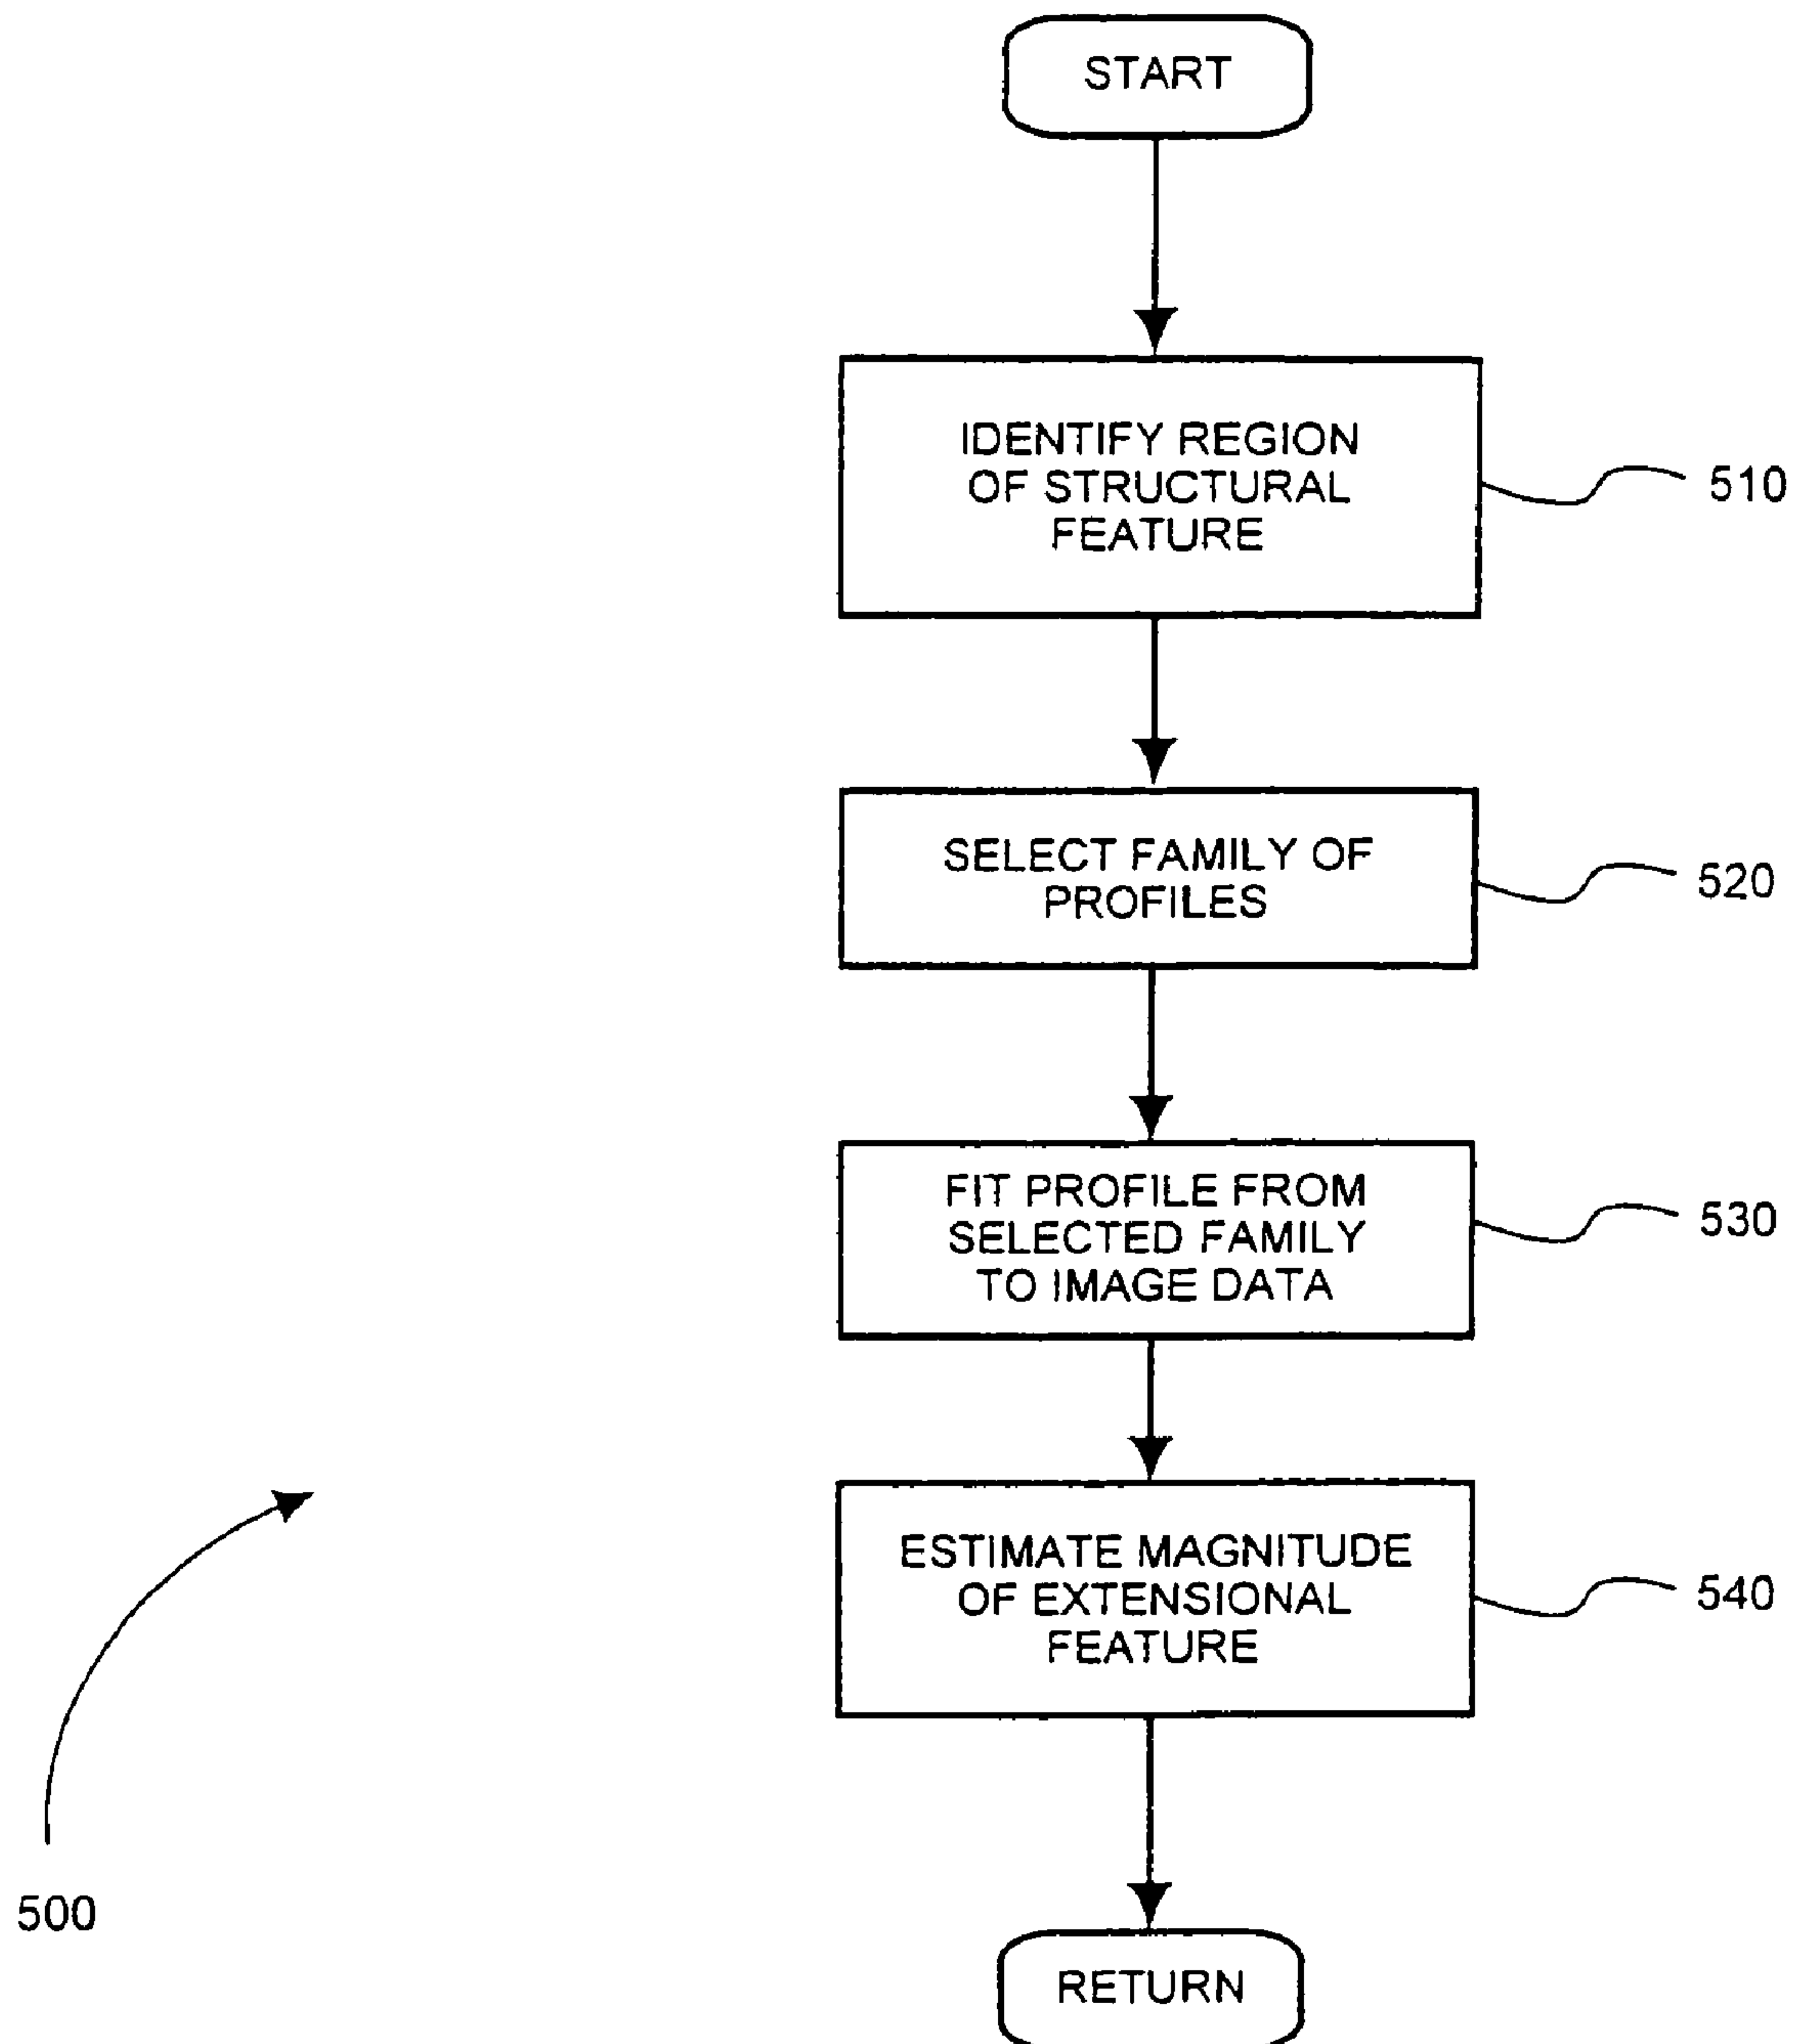 START
IDENTIFY REGION
OF STRUCTURAL
FEATURE
510
SELECT FAMILY OF
PROFILES
520
FIT PROFILE FROM
SELECTED FAMILY
TO IMAGE DATA
530
ESTIMATE MAGNITUDE
OF EXTENSIONAL
FEATURE
540
500
RETURN